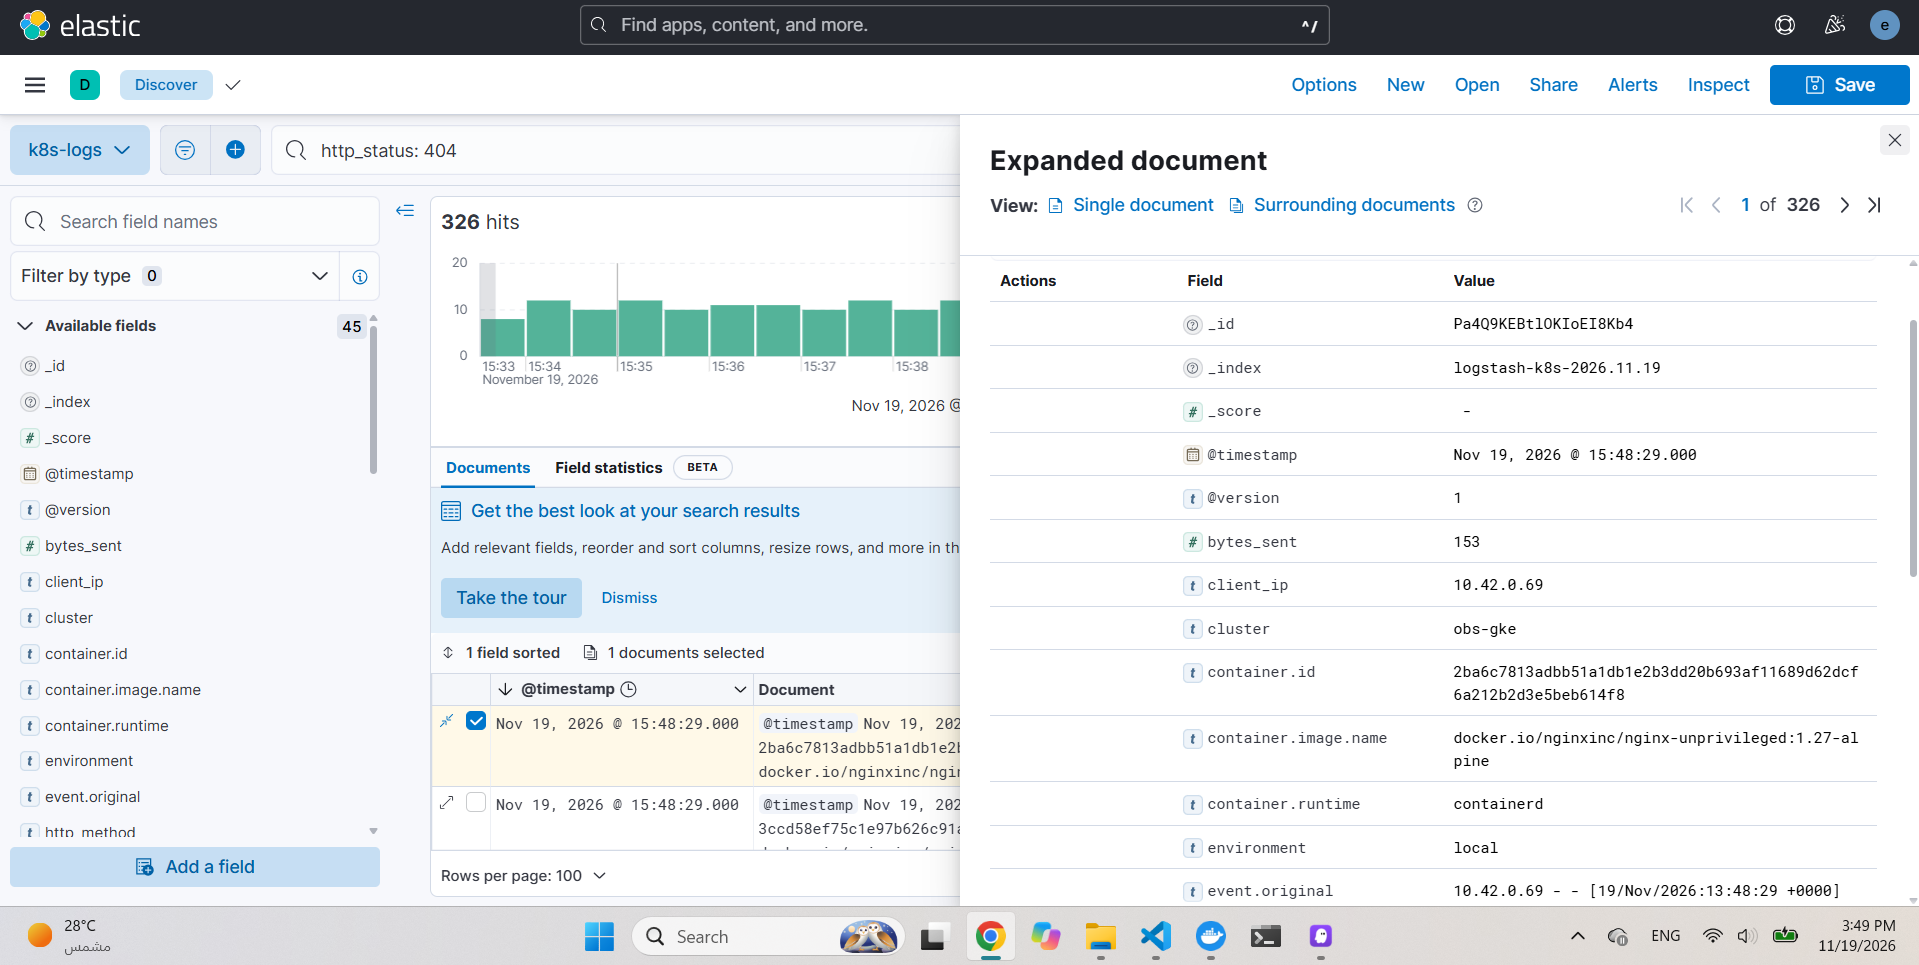 elastic
Find apps, content, and more.
^/
e
D
Discover
Options
New
Open
Share
Alerts
Inspect
Save
k8s-logs
http_status: 404
Search field names
Filter by type 0
Available fields 45
_id
_index
_score
@timestamp
@version
bytes_sent
client_ip
cluster
container.id
container.image.name
container.runtime
environment
event.original
http_method
Add a field
326 hits
20
10
0
15:33 15:34 15:35 15:36 15:37 15:38
November 19, 2026
Nov 19, 2026 @
Documents Field statistics BETA
Get the best look at your search results
Add relevant fields, reorder and sort columns, resize rows, and more in th
Take the tour
Dismiss
1 field sorted 1 documents selected
@timestamp Document
Nov 19, 2026 @ 15:48:29.000 @timestamp Nov 19, 202
2ba6c7813adbb51a1db1e2b
docker.io/nginxinc/ngin
Nov 19, 2026 @ 15:48:29.000 @timestamp Nov 19, 202
3ccd58ef75c1e97b626c91a
Rows per page: 100
Expanded document
View: Single document Surrounding documents
1 of 326
Actions Field Value
_id Pa4Q9KEBtlOKIoEI8Kb4
_index logstash-k8s-2026.11.19
_score -
@timestamp Nov 19, 2026 @ 15:48:29.000
@version 1
bytes_sent 153
client_ip 10.42.0.69
cluster obs-gke
container.id 2ba6c7813adbb51a1db1e2b3dd20b693af11689d62dcf
6a212b2d3e5beb614f8
container.image.name docker.io/nginxinc/nginx-unprivileged:1.27-al
pine
container.runtime containerd
environment local
event.original 10.42.0.69 - - [19/Nov/2026:13:48:29 +0000]
28°C
مشمس
Search
ENG
3:49 PM
11/19/2026